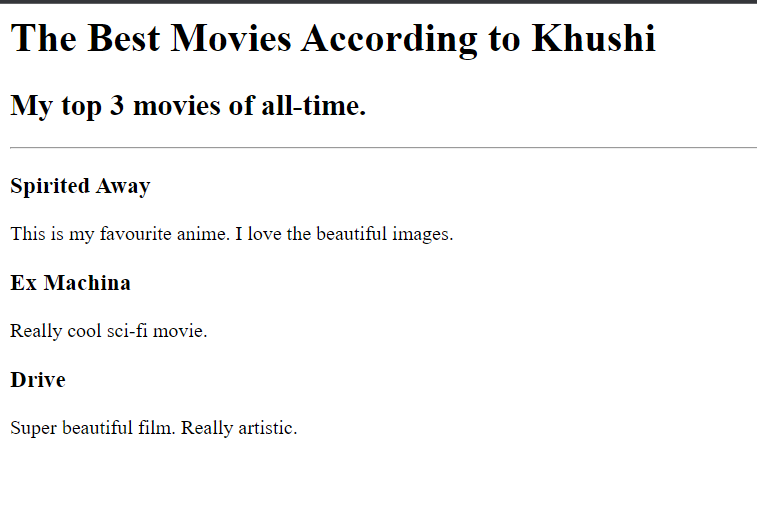 The Best Movies According to Khushi
My top 3 movies of all-time.
Spirited Away
This is my favourite anime. I love the beautiful images.
Ex Machina
Really cool sci-fi movie.
Drive
Super beautiful film. Really artistic.